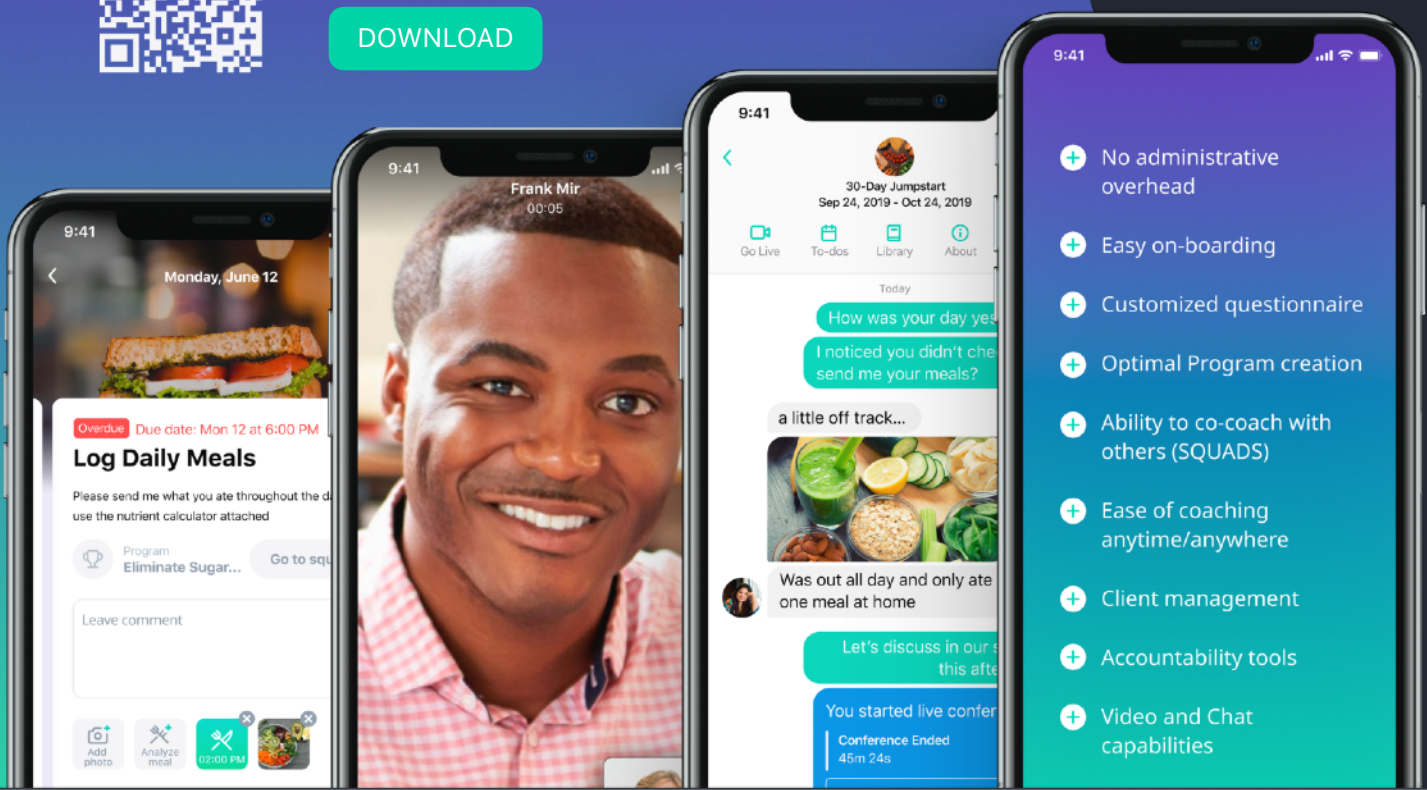 DOWNLOAD
9:41
Monday, June 12
Overdue Due date: Mon 12 at 6:00 PM
Log Daily Meals
Please send me what you ate throughout the
use the nutrient calculator attached
Program
Eliminate Sugar...
Go to
Leave comment
Add
photo
Analyze
meal
02:00 PM
9:41
Frank Mir
00:05
9:41
30-Day Jumpstart
Sep 24, 2019 - Oct 24, 2019
Go Live
To-dos
Library
About
Today
How was your day
I noticed you didn't
send me your meals?
a little off track...
Was out all day and only ate
one meal at home
Let's discuss in our
this
You started live
Conference Ended
45m 24s
9:41
No administrative
overhead
Easy on-boarding
Customized questionnaire
Optimal Program creation
Ability to co-coach with
others (SQUADS)
Ease of coaching
anytime/anywhere
Client management
Accountability tools
Video and Chat
capabilities